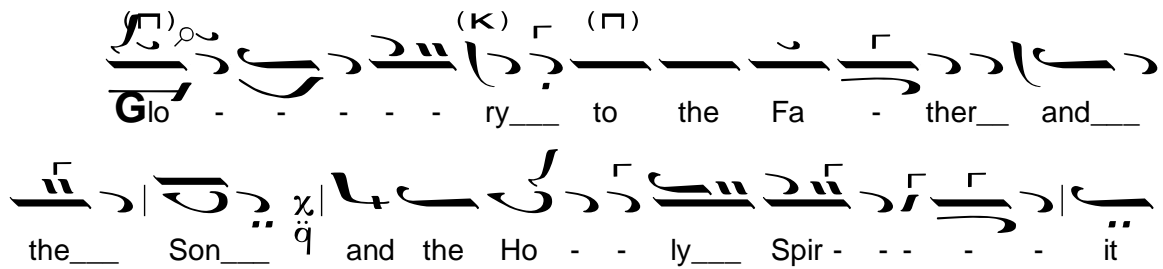 (Π) (Κ) (Π)
Glo - - - - - ry___ to the Fa - ther__ and___
χ
q̈
the___ Son___ and the Ho - - ly___ Spir - - - - - it